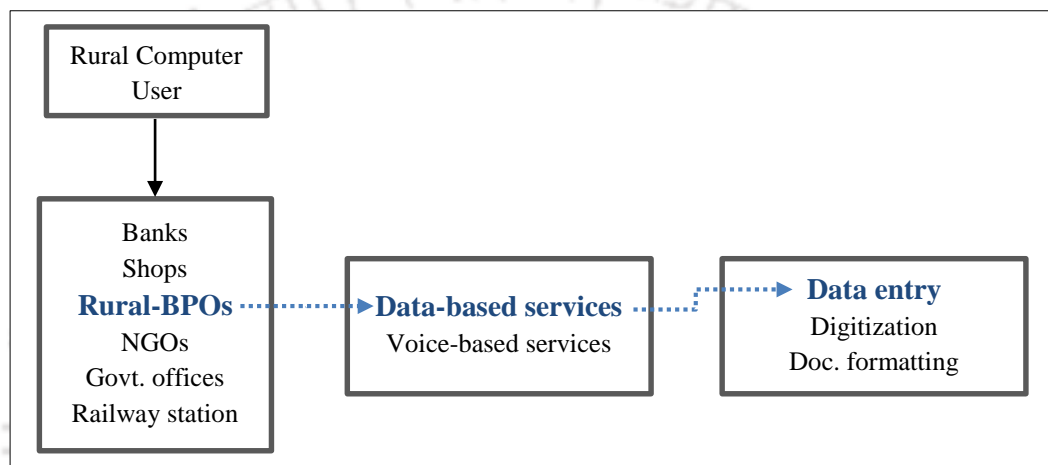 Rural Computer
User
Banks
Shops
Rural-BPOs
NGOs
Govt. offices
Railway station
Data-based services
Voice-based services
Data entry
Digitization
Doc. formatting